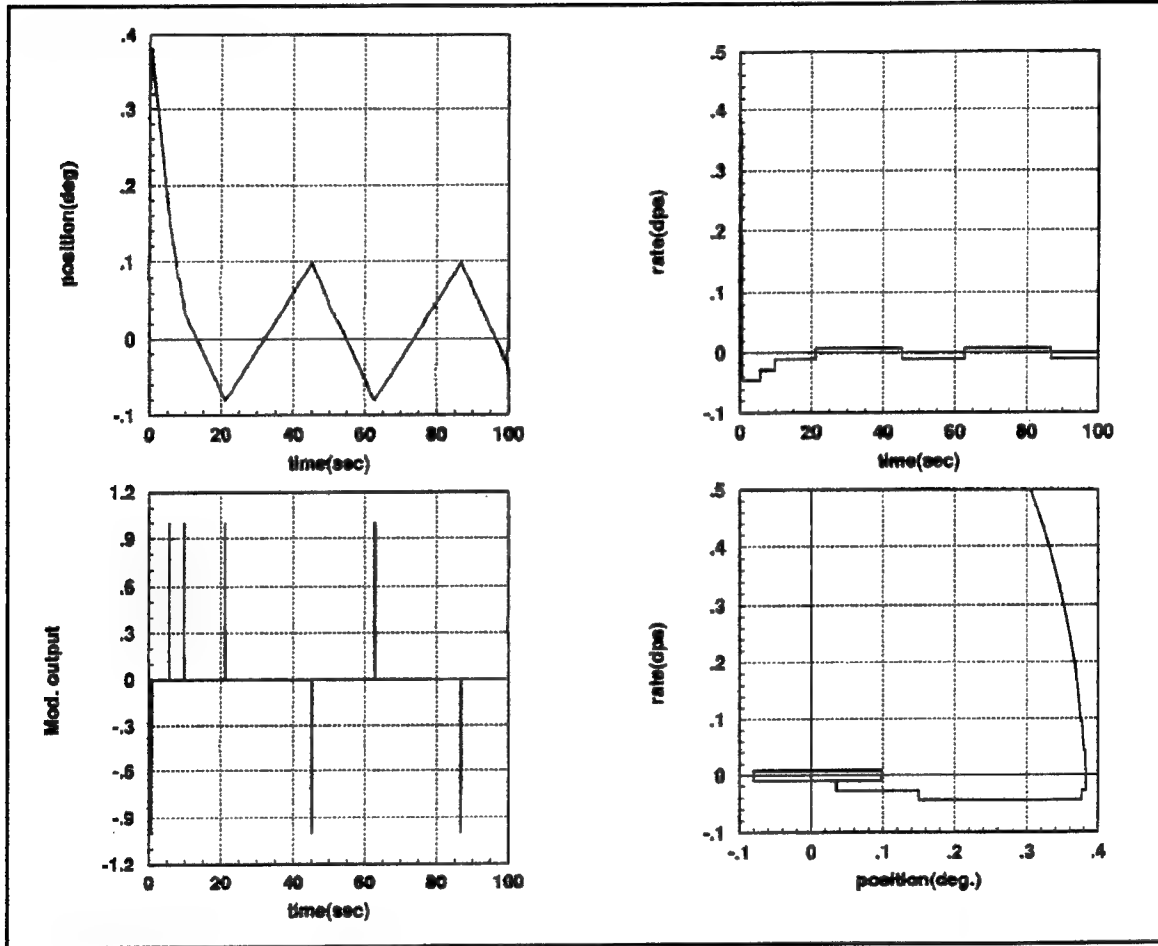 .4
.3
.2
.1
0
-.1
position(deg)
0 20 40 60 80 100
time(sec)
.5
.4
.3
.2
.1
0
-.1
rate(dps)
0 20 40 60 80 100
time(sec)
1.2
.9
.6
.3
0
-.3
-.6
-.9
-1.2
Mod. output
0 20 40 60 80 100
time(sec)
.5
.4
.3
.2
.1
0
-.1
rate(dps)
-.1 0 .1 .2 .3 .4
position(deg.)